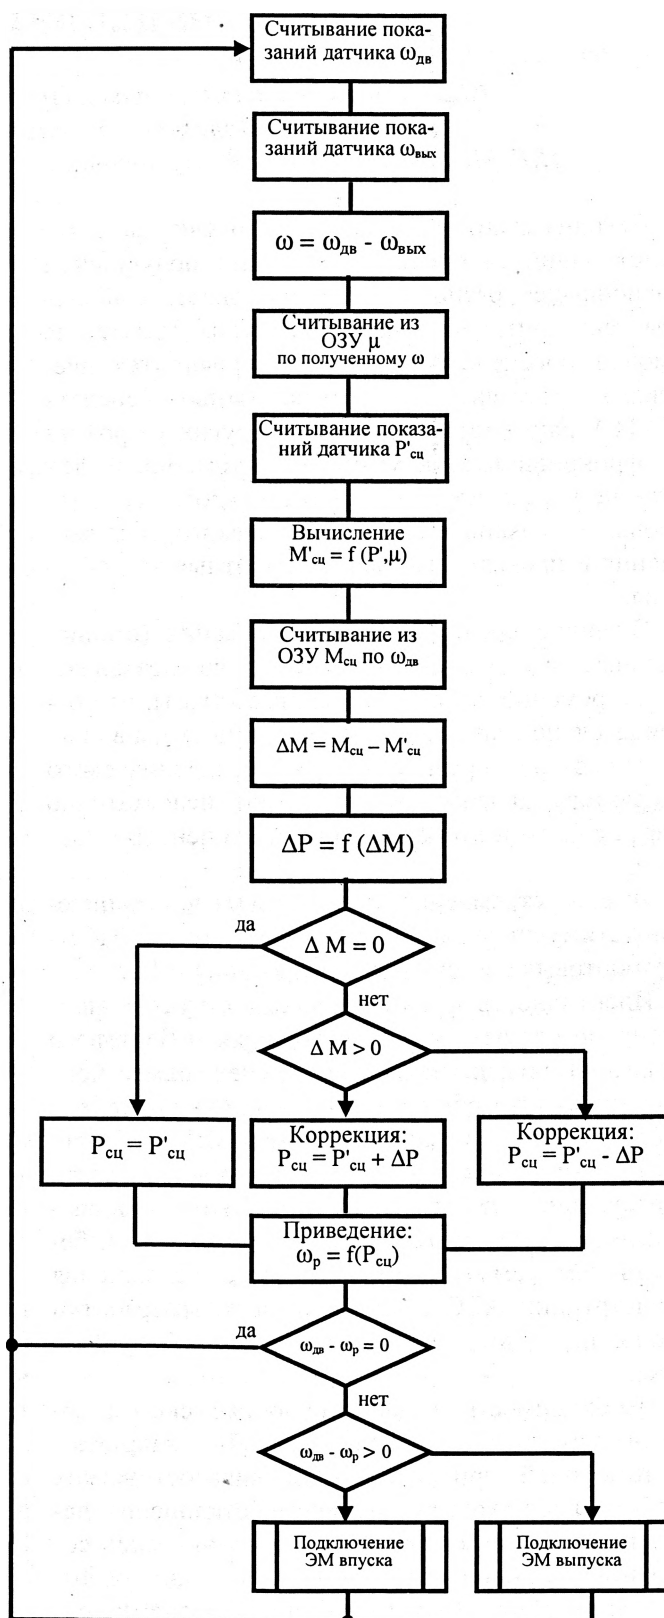 Считывание пока-
заний датчика ωдв
Считывание пока-
заний датчика ωвых
ω = ωдв - ωвых
Считывание из
ОЗУ μ
по полученному ω
Считывание показа-
ний датчика P'сц
Вычисление
M'сц = f (P',μ)
Считывание из
ОЗУ Mсц по ωдв
ΔM = Mсц – M'сц
ΔP = f (ΔM)
да
Δ M = 0
нет
Δ M > 0
Pсц = P'сц
Коррекция:
Pсц = P'сц + ΔP
Коррекция:
Pсц = P'сц - ΔP
Приведение:
ωр = f(Pсц)
да
ωдв - ωр = 0
нет
ωдв - ωр > 0
Подключение
ЭМ впуска
Подключение
ЭМ выпуска